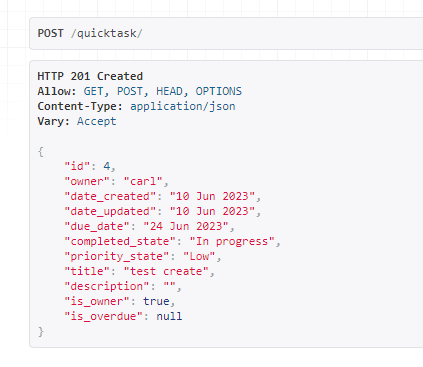 POST /quicktask/
HTTP 201 Created
Allow: GET, POST, HEAD, OPTIONS
Content-Type: application/json
Vary: Accept
{
"id": 4,
"owner": "carl",
"date_created": "10 Jun 2023",
"date_updated": "10 Jun 2023",
"due_date": "24 Jun 2023",
"completed_state": "In progress",
"priority_state": "Low",
"title": "test create",
"description": "",
"is_owner": true,
"is_overdue": null
}